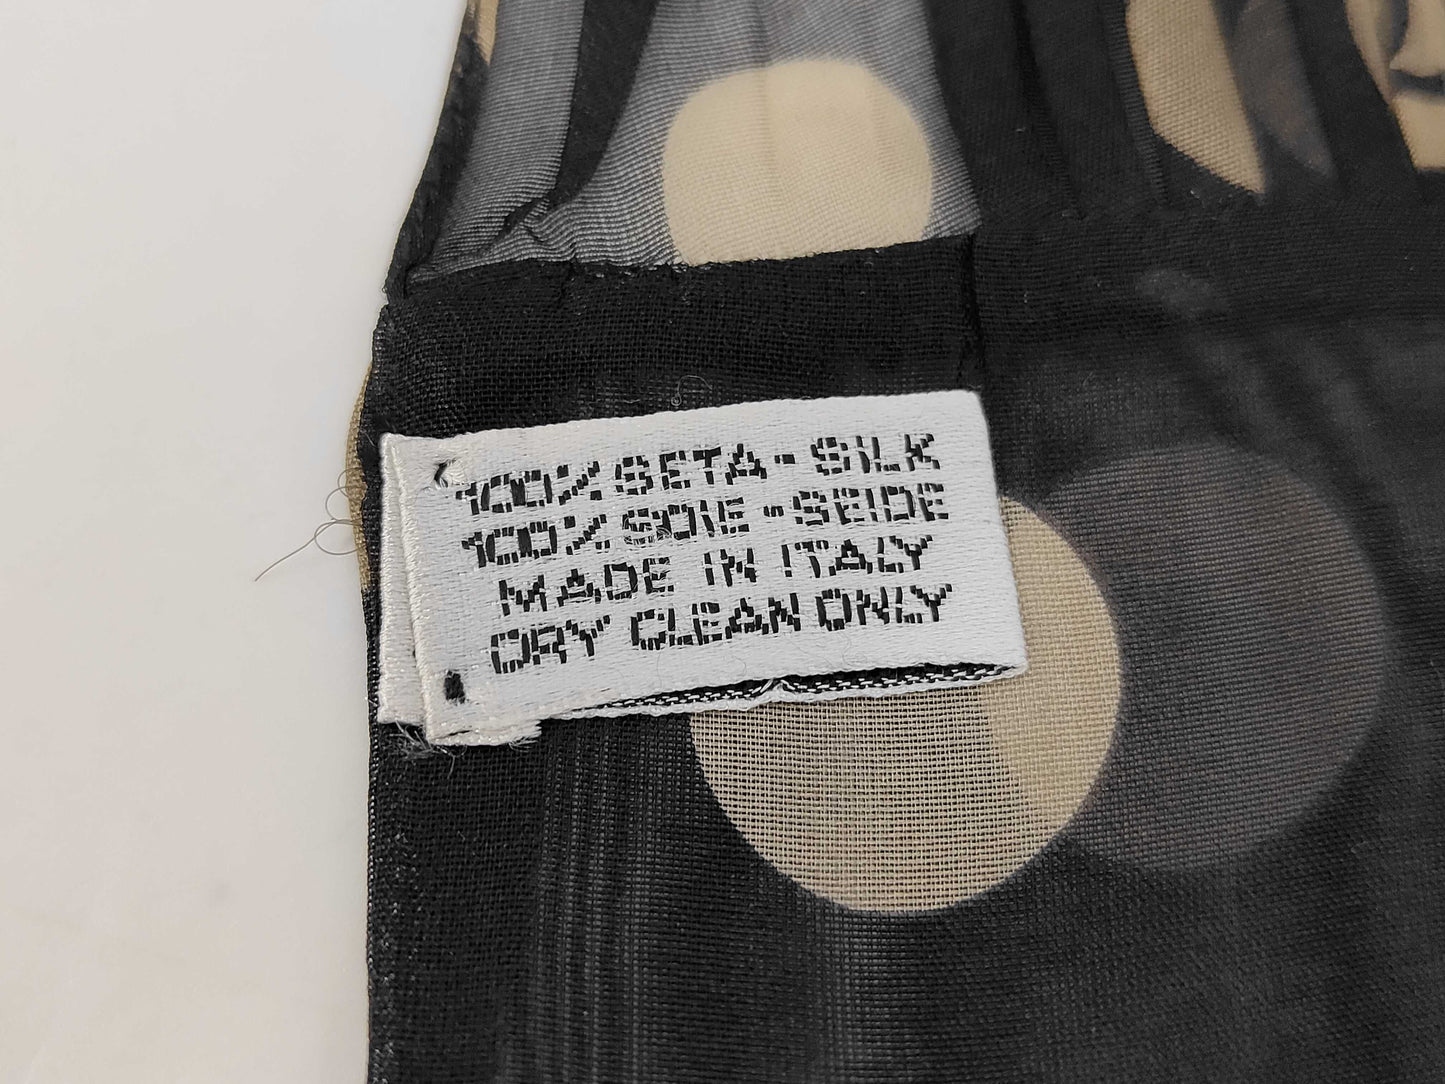 100% SETA - SILK
100% SOIE - SEIDE
MADE IN ITALY
DRY CLEAN ONLY